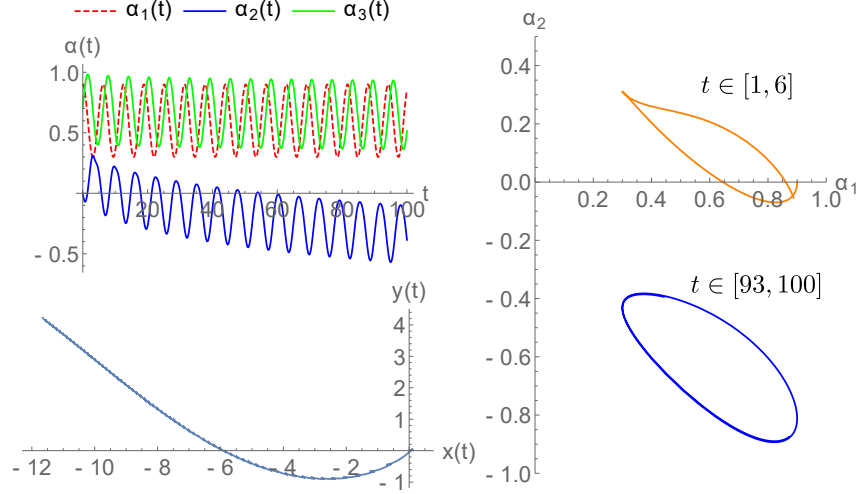 α₁(t) α₂(t) α₃(t)
α(t)
1.0
0.5
20 40 60 80 100 t
- 0.5
y(t)
4
3
2
1
- 12 - 10 - 8 - 6 - 4 - 2 0 x(t)
- 1
α₂
0.4
t ∈ [1, 6]
0.2
0.0 0.2 0.4 0.6 0.8 1.0 α₁
- 0.2
t ∈ [93, 100]
- 0.4
- 0.6
- 0.8
- 1.0